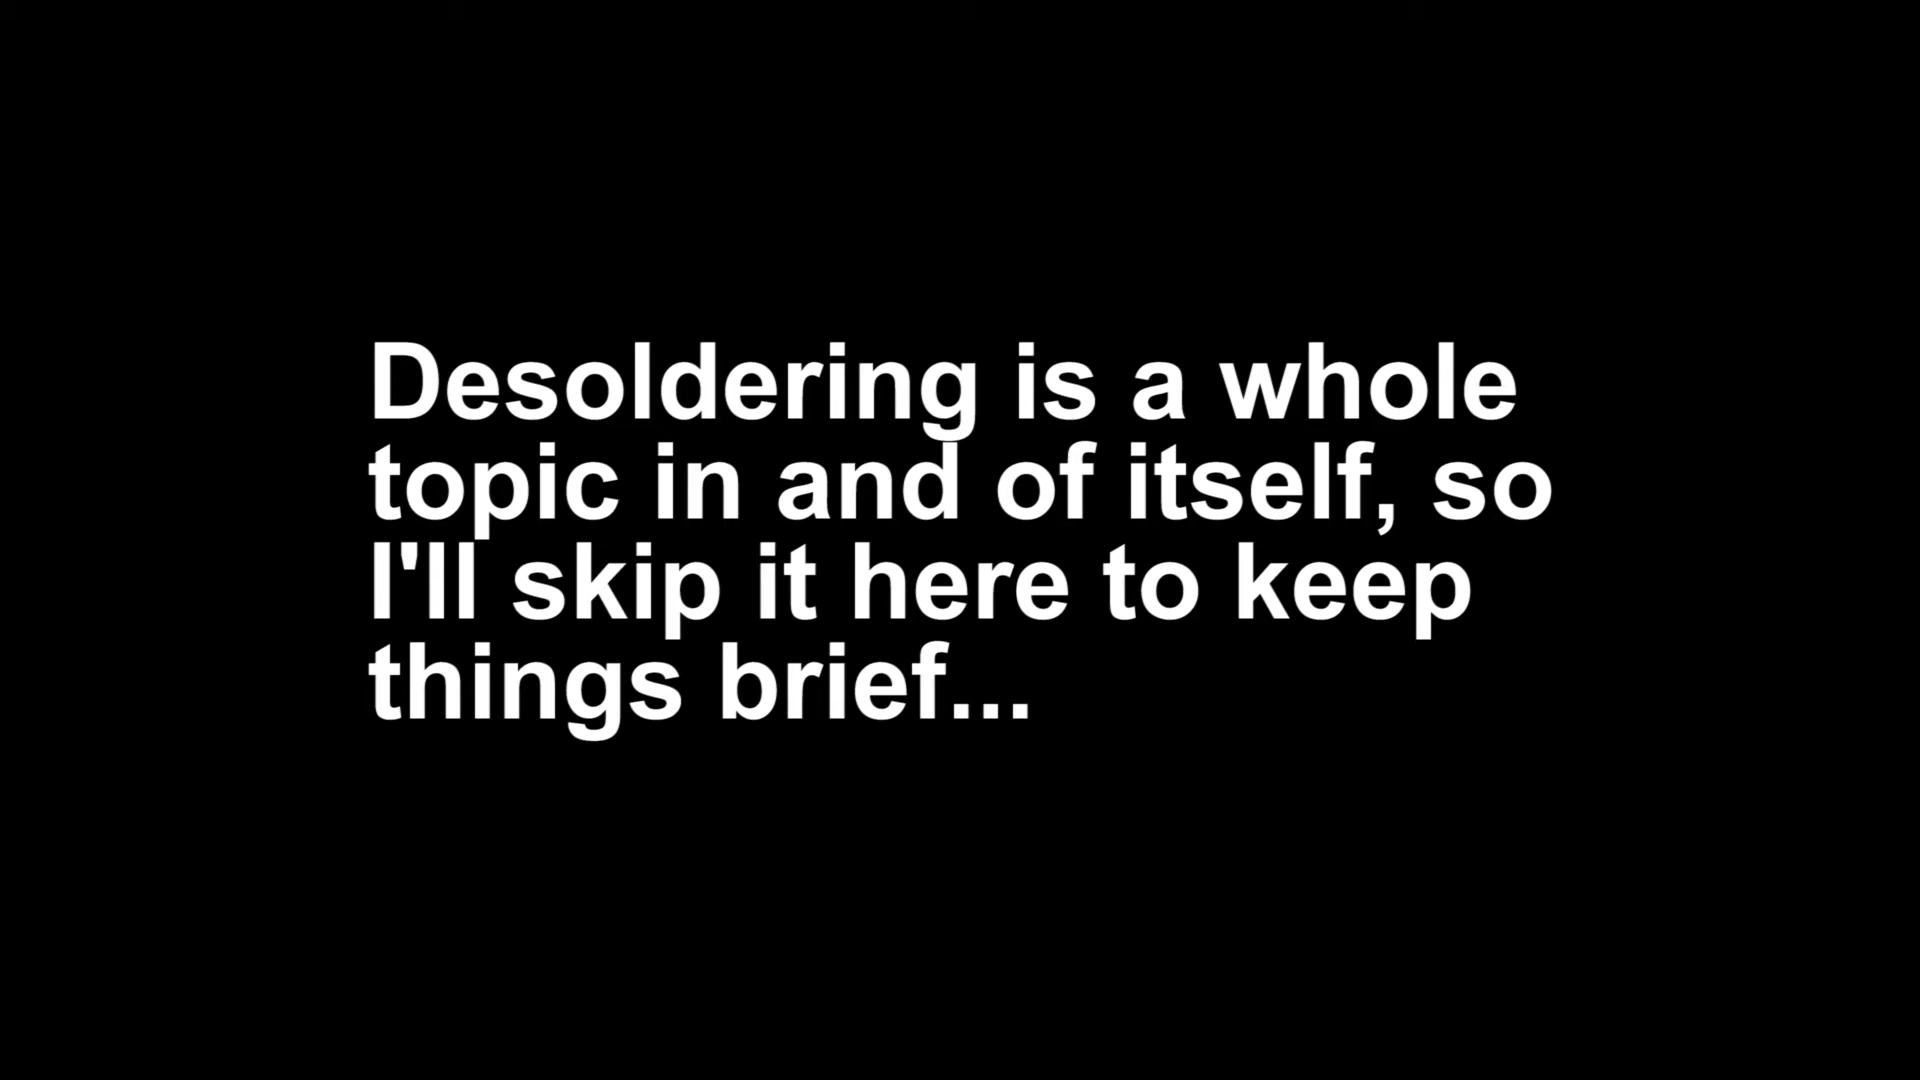 Desoldering is a whole
topic in and of itself, so
I'll skip it here to keep
things brief...